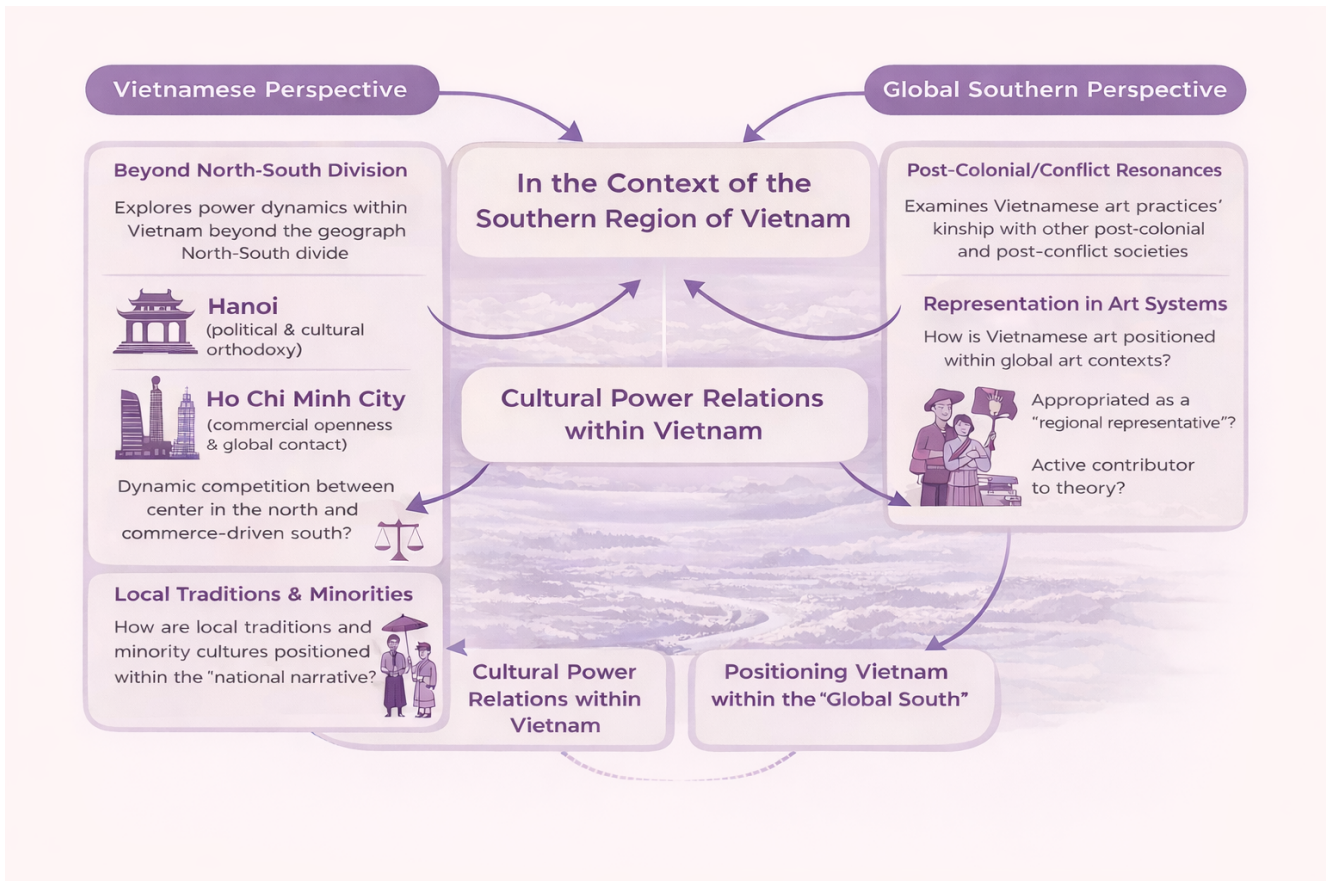 Vietnamese Perspective
Global Southern Perspective
Beyond North-South Division
Explores power dynamics within
Vietnam beyond the geograph
North-South divide
Hanoi
(political & cultural
orthodoxy)
Ho Chi Minh City
(commercial openness
& global contact)
Dynamic competition between
center in the north and
commerce-driven south?
Local Traditions & Minorities
How are local traditions and
minority cultures positioned
within the "national narrative?
In the Context of the
Southern Region of Vietnam
Cultural Power Relations
within Vietnam
Post-Colonial/Conflict Resonances
Examines Vietnamese art practices'
kinship with other post-colonial
and post-conflict societies
Representation in Art Systems
How is Vietnamese art positioned
within global art contexts?
Appropriated as a
"regional representative"?
Active contributor
to theory?
Cultural Power
Relations within
Vietnam
Positioning Vietnam
within the "Global South"